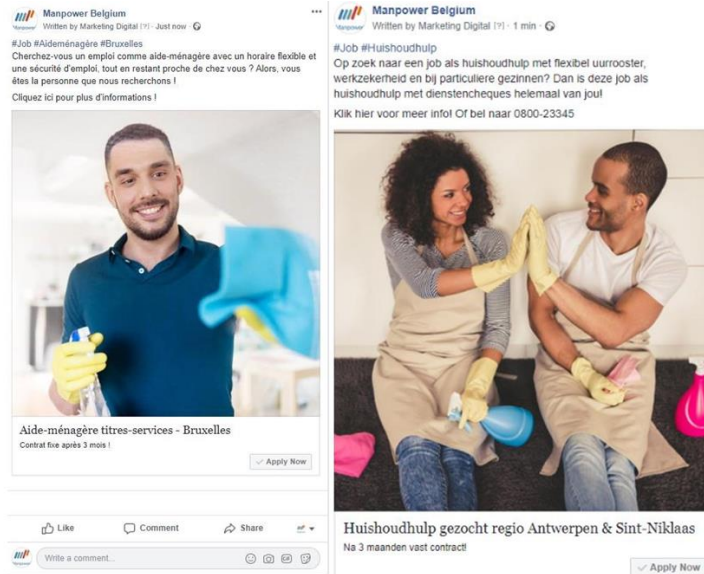 Manpower Belgium
Written by Marketing Digital [?] · Just now ·
#Job #Aideménagère #Bruxelles
Cherchez-vous un emploi comme aide-ménagère avec un horaire flexible et
une sécurité d'emploi, tout en restant proche de chez vous ? Alors, vous
êtes la personne que nous recherchons !
Cliquez ici pour plus d'informations !
Aide-ménagère titres-services - Bruxelles
Contrat fixe après 3 mois !
Apply Now
Like
Comment
Share
Write a comment...
GIF
Manpower Belgium
Written by Marketing Digital [?] · 1 min ·
#Job #Huishoudhulp
Op zoek naar een job als huishoudhulp met flexibel uurrooster,
werkzekerheid en bij particuliere gezinnen? Dan is deze job als
huishoudhulp met dienstencheques helemaal van jou!
Klik hier voor meer info! Of bel naar 0800-23345
Huishoudhulp gezocht regio Antwerpen & Sint-Niklaas
Na 3 maanden vast contract!
Apply Now